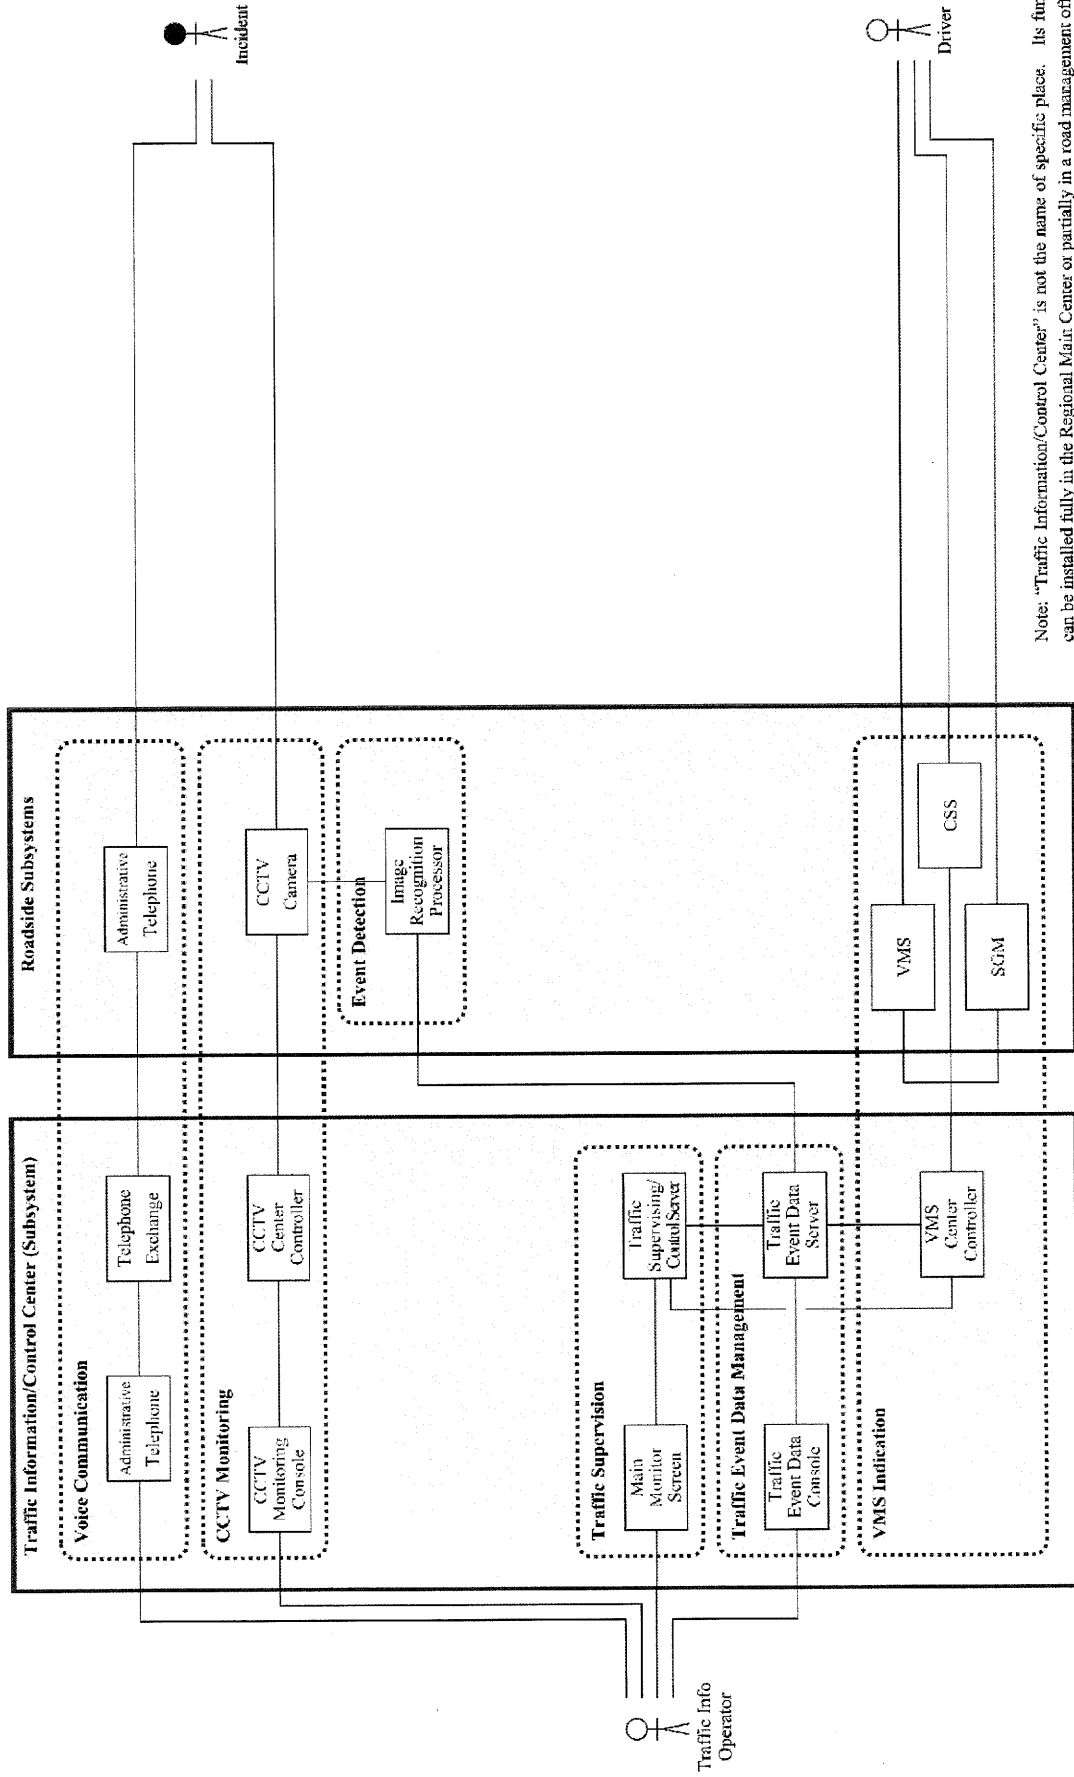 Traffic Information/Control Center (Subsystem)
Roadside Subsystems
Voice Communication
Administrative
Telephone
Telephone
Exchange
Administrative
Telephone
Incident
CCTV Monitoring
CCTV
Monitoring
Console
CCTV
Center
Controller
CCTV
Camera
Event Detection
Image
Recognition
Processor
Traffic Supervision
Main
Monitor
Screen
Traffic
Supervising/
Control Server
Traffic Info
Operator
Traffic Event Data Management
Traffic
Event Data
Console
Traffic
Event Data
Server
VMS Indication
VMS
Center
Controller
VMS
CSS
SGM
Driver
Note: “Traffic Information/Control Center” is not the name of specific place. Its
can be installed fully in the Regional Main Center or partially in a road management